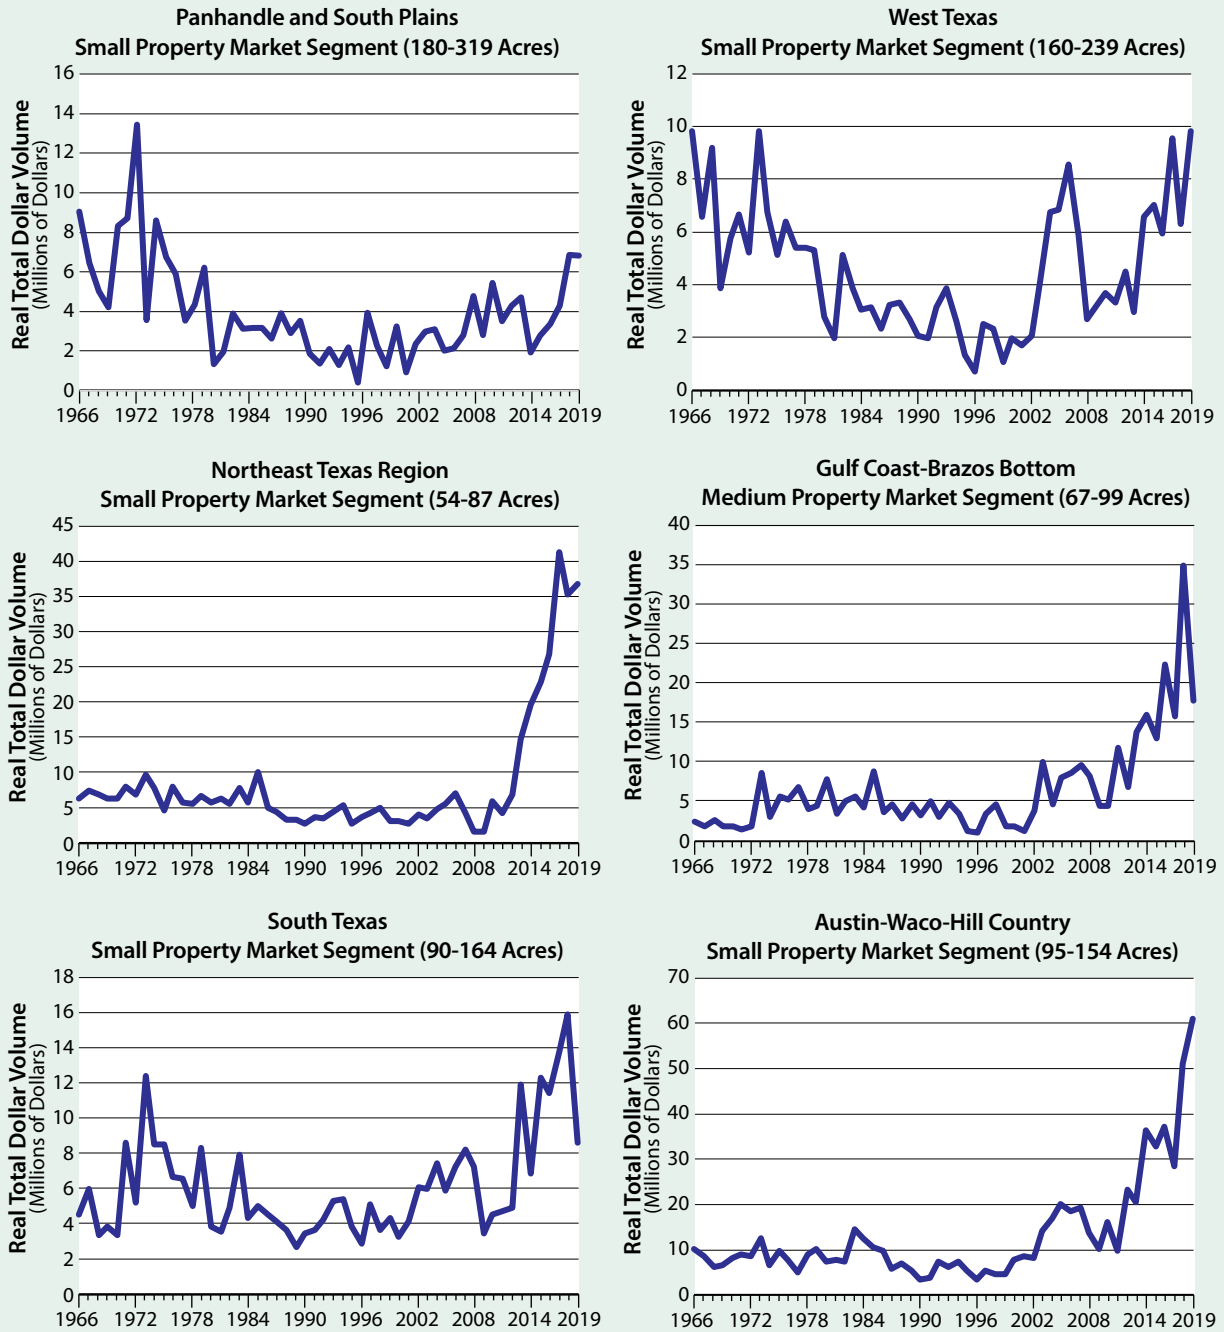 Panhandle and South Plains
Small Property Market Segment (180-319 Acres)
Real Total Dollar Volume
(Millions of Dollars)
16
14
12
10
8
6
4
2
0
1966 1972 1978 1984 1990 1996 2002 2008 2014 2019
West Texas
Small Property Market Segment (160-239 Acres)
Real Total Dollar Volume
(Millions of Dollars)
12
10
8
6
4
2
0
1966 1972 1978 1984 1990 1996 2002 2008 2014 2019
Northeast Texas Region
Small Property Market Segment (54-87 Acres)
Real Total Dollar Volume
(Millions of Dollars)
45
40
35
30
25
20
15
10
5
0
1966 1972 1978 1984 1990 1996 2002 2008 2014 2019
Gulf Coast-Brazos Bottom
Medium Property Market Segment (67-99 Acres)
Real Total Dollar Volume
(Millions of Dollars)
40
35
30
25
20
15
10
5
0
1966 1972 1978 1984 1990 1996 2002 2008 2014 2019
South Texas
Small Property Market Segment (90-164 Acres)
Real Total Dollar Volume
(Millions of Dollars)
18
16
14
12
10
8
6
4
2
0
1966 1972 1978 1984 1990 1996 2002 2008 2014 2019
Austin-Waco-Hill Country
Small Property Market Segment (95-154 Acres)
Real Total Dollar Volume
(Millions of Dollars)
70
60
50
40
30
20
10
0
1966 1972 1978 1984 1990 1996 2002 2008 2014 2019